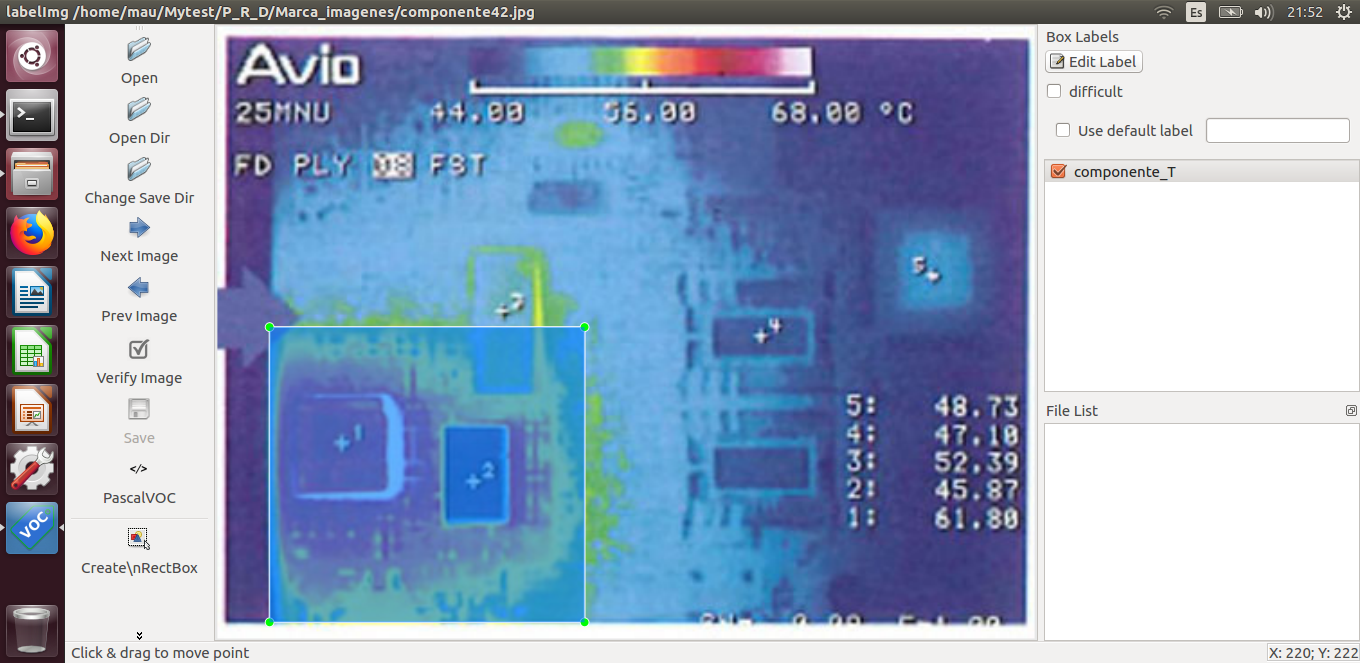 labelImg /home/mau/Mytest/P_R_D/Marca_imagenes/componente42.jpg
Es
21:52
Open
Open Dir
Change Save Dir
Next Image
Prev Image
Verify Image
Save
</>
PascalVOC
Create\nRectBox
VOC
Avio
25MNU 44.00 56.00 68.00 °C
FD PLY 08 FST
3
5
4
1
2
5: 48.73
4: 47.10
3: 52.39
2: 45.87
1: 61.80
Box Labels
Edit Label
difficult
Use default label
componente_T
File List
Click & drag to move point
X: 220; Y: 222